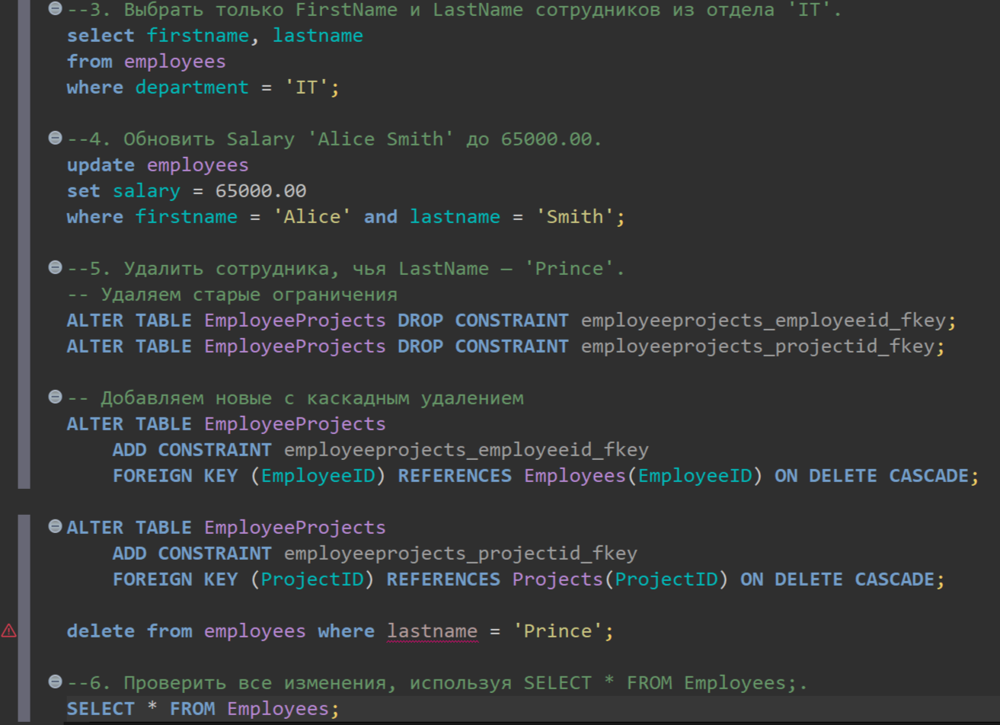 --3. Выбрать только FirstName и LastName сотрудников из отдела 'IT'.
select firstname, lastname
from employees
where department = 'IT';
--4. Обновить Salary 'Alice Smith' до 65000.00.
update employees
set salary = 65000.00
where firstname = 'Alice' and lastname = 'Smith';
--5. Удалить сотрудника, чья LastName – 'Prince'.
-- Удаляем старые ограничения
ALTER TABLE EmployeeProjects DROP CONSTRAINT employeeprojects_employeeid_fkey;
ALTER TABLE EmployeeProjects DROP CONSTRAINT employeeprojects_projectid_fkey;
-- Добавляем новые с каскадным удалением
ALTER TABLE EmployeeProjects
ADD CONSTRAINT employeeprojects_employeeid_fkey
FOREIGN KEY (EmployeeID) REFERENCES Employees(EmployeeID) ON DELETE CASCADE;
ALTER TABLE EmployeeProjects
ADD CONSTRAINT employeeprojects_projectid_fkey
FOREIGN KEY (ProjectID) REFERENCES Projects(ProjectID) ON DELETE CASCADE;
delete from employees where lastname = 'Prince';
--6. Проверить все изменения, используя SELECT * FROM Employees;.
SELECT * FROM Employees;